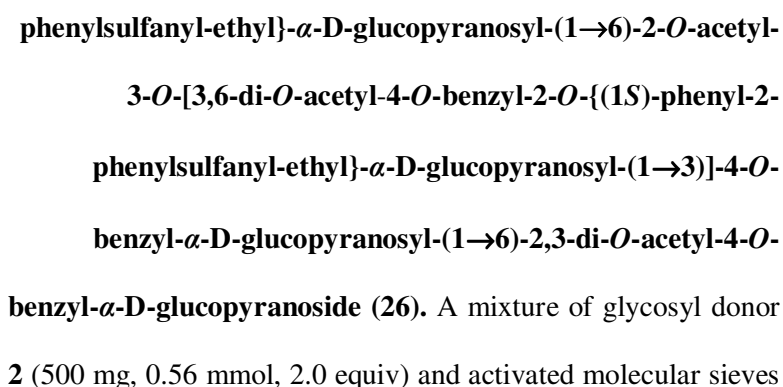 phenylsulfanyl-ethyl}-α-D-glucopyranosyl-(1→6)-2-O-acetyl-
3-O-[3,6-di-O-acetyl-4-O-benzyl-2-O-{(1S)-phenyl-2-
phenylsulfanyl-ethyl}-α-D-glucopyranosyl-(1→3)]-4-O-
benzyl-α-D-glucopyranosyl-(1→6)-2,3-di-O-acetyl-4-O-
benzyl-α-D-glucopyranoside (26). A mixture of glycosyl donor
2 (500 mg, 0.56 mmol, 2.0 equiv) and activated molecular sieves